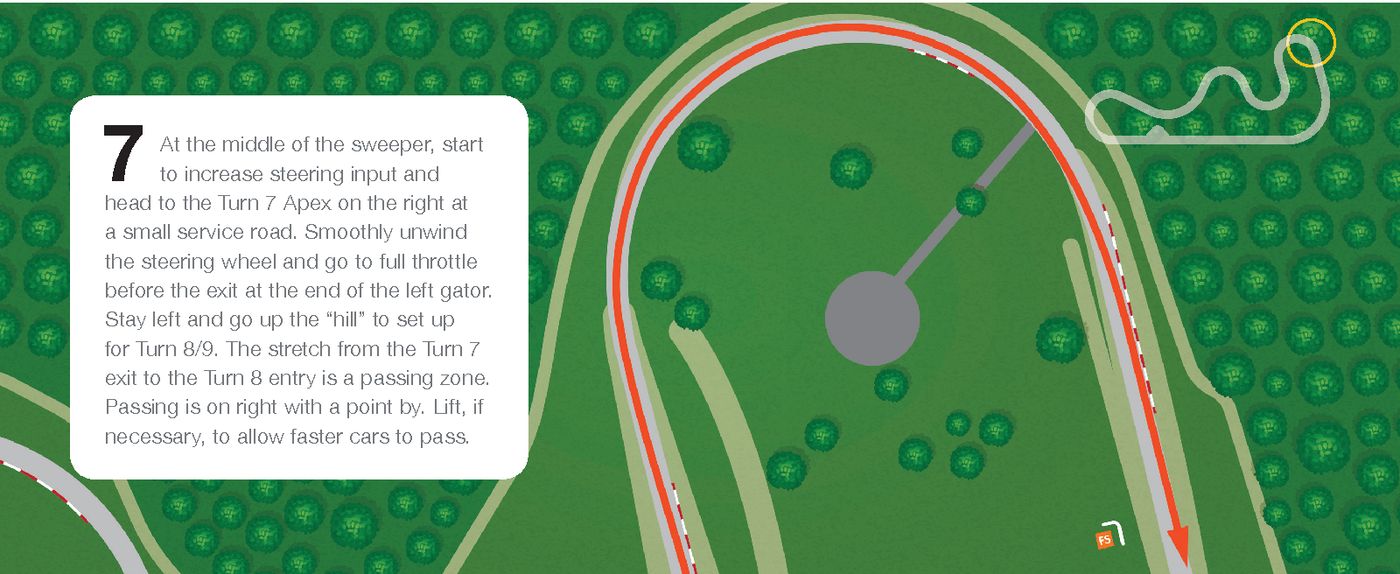 7 At the middle of the sweeper, start
to increase steering input and
head to the Turn 7 Apex on the right at
a small service road. Smoothly unwind
the steering wheel and go to full throttle
before the exit at the end of the left gator.
Stay left and go up the “hill” to set up
for Turn 8/9. The stretch from the Turn 7
exit to the Turn 8 entry is a passing zone.
Passing is on right with a point by. Lift, if
necessary, to allow faster cars to pass.
FS